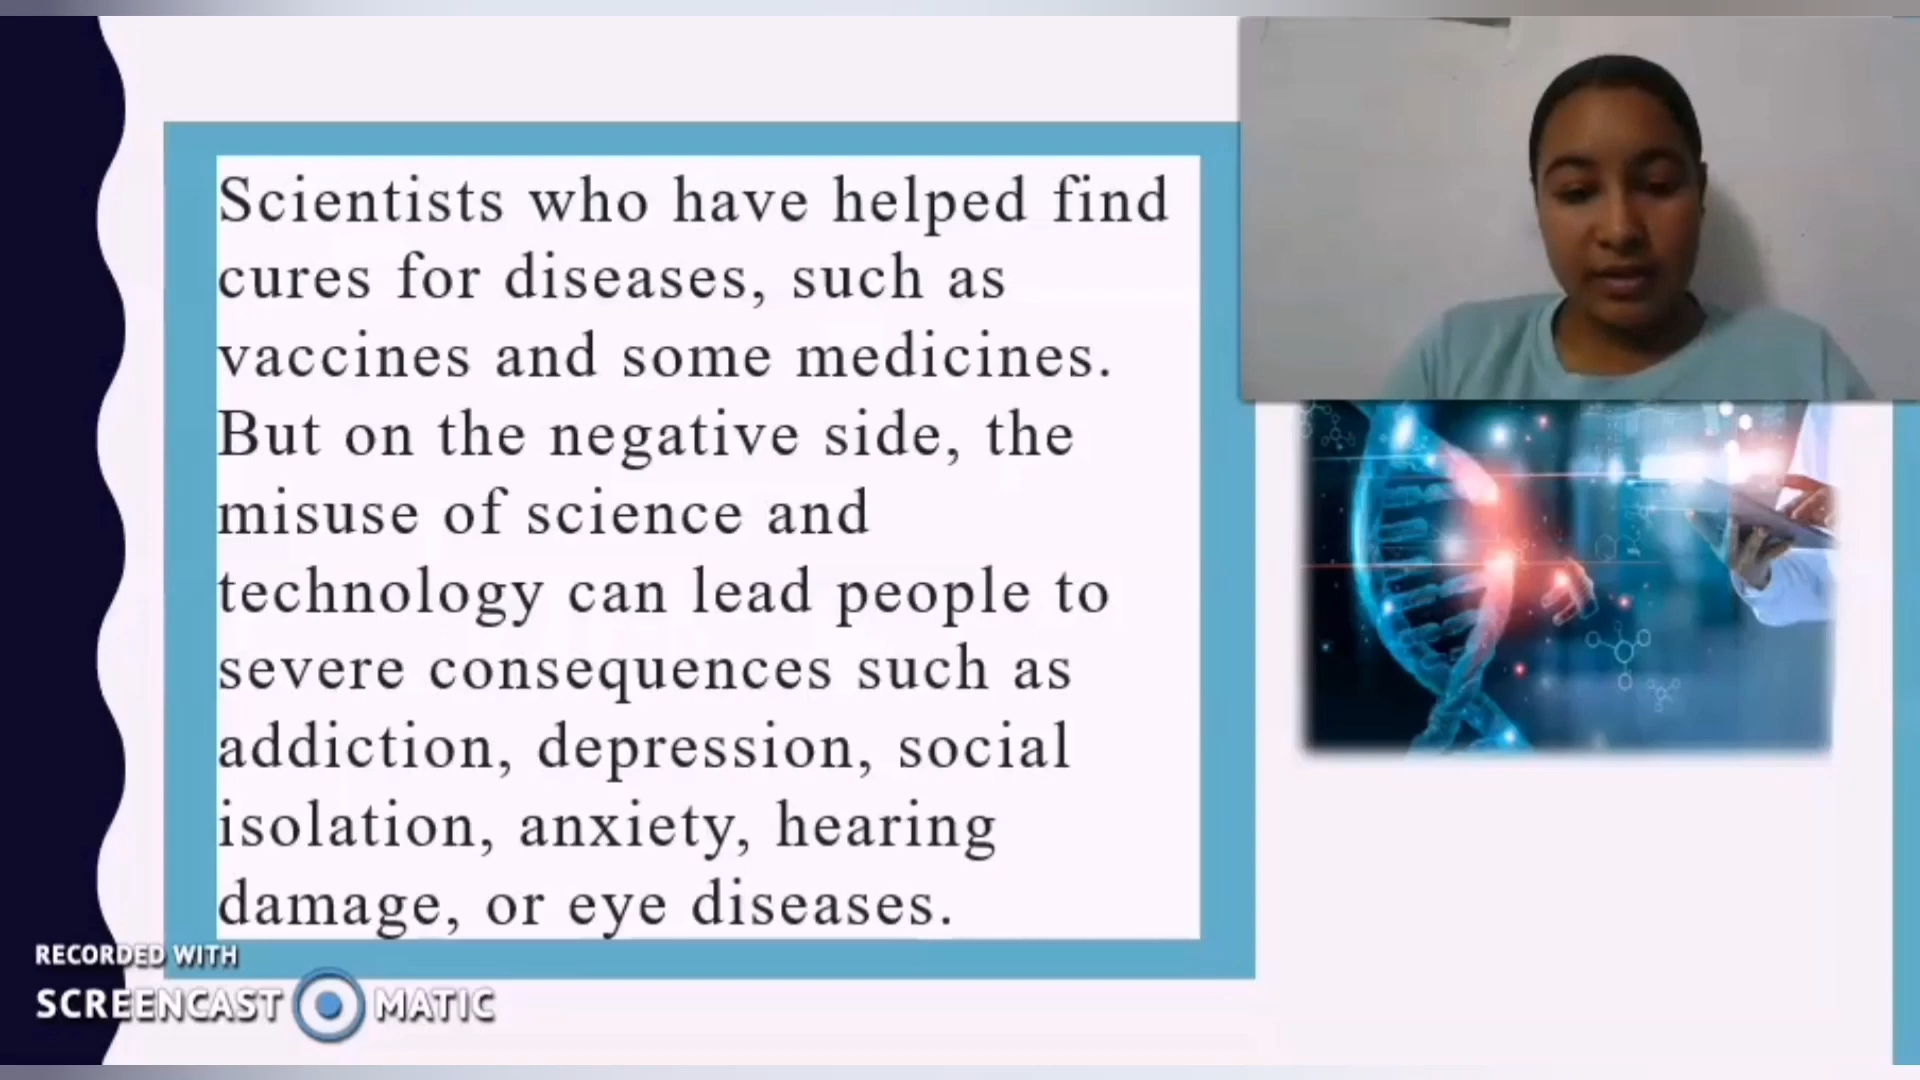 Scientists who have helped find
cures for diseases, such as
vaccines and some medicines.
But on the negative side, the
misuse of science and
technology can lead people to
severe consequences such as
addiction, depression, social
isolation, anxiety, hearing
damage, or eye diseases.
RECORDED WITH
SCREENCAST MATIC